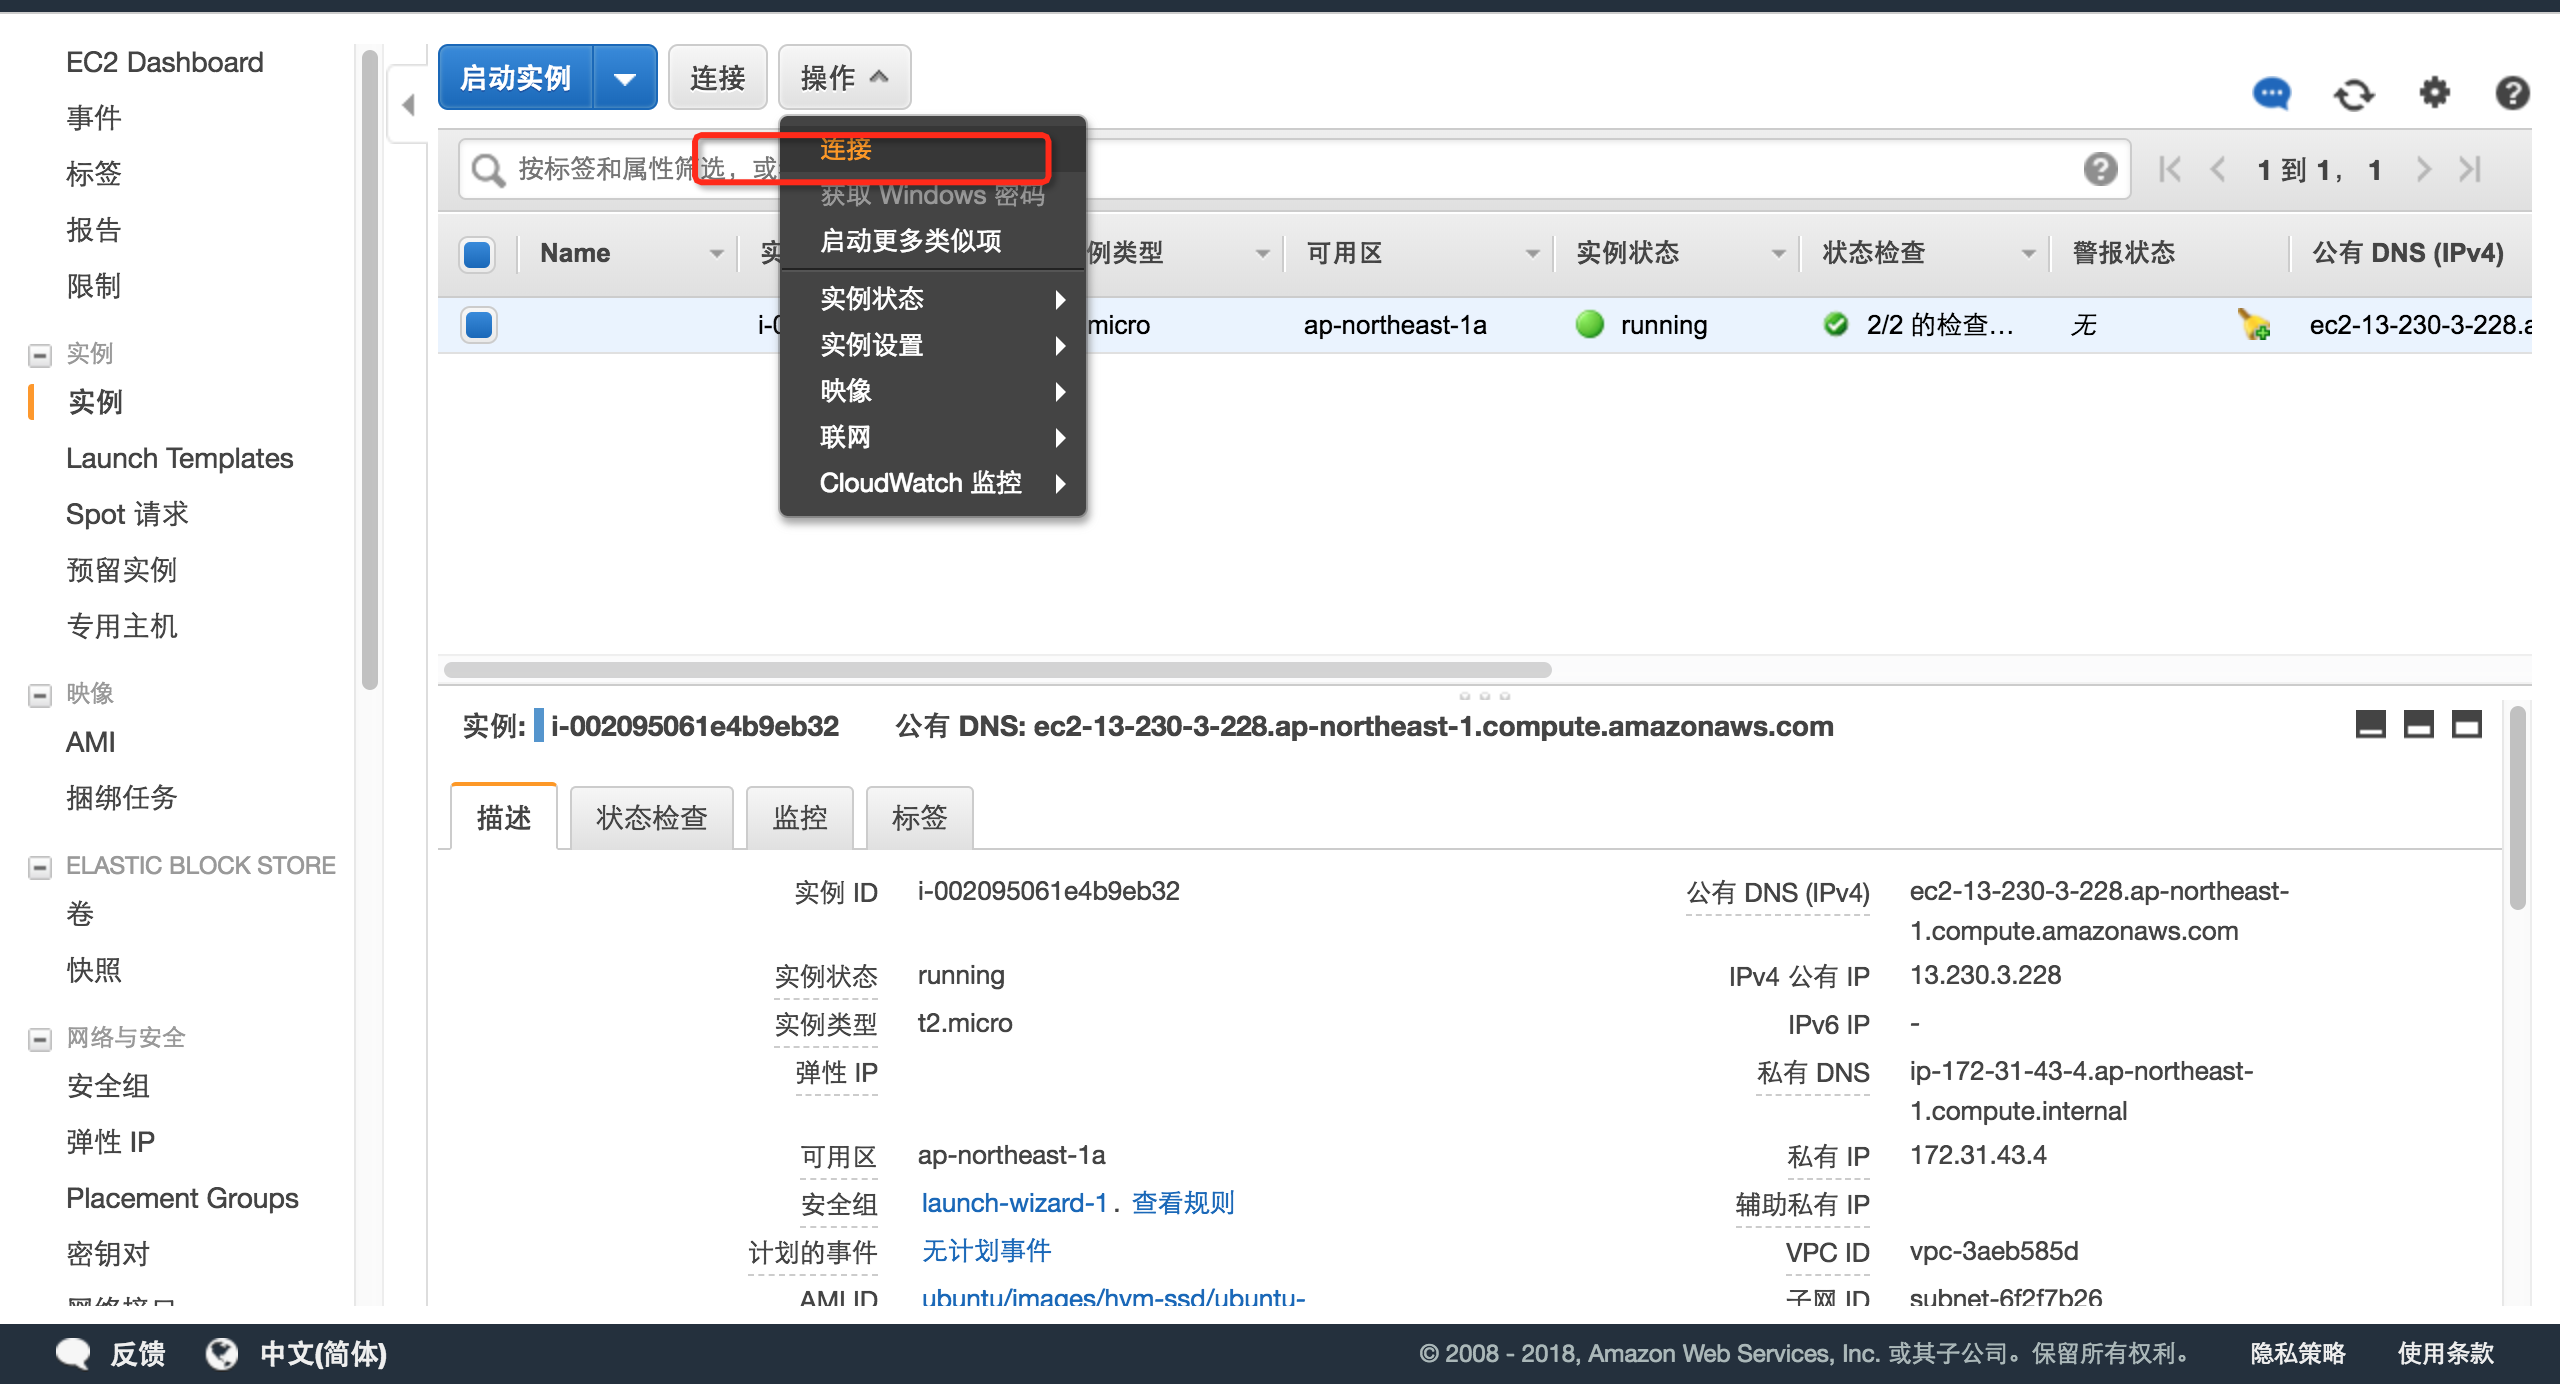 EC2 Dashboard
事件
标签
报告
限制
实例
实例
Launch Templates
Spot 请求
预留实例
专用主机
映像
AMI
捆绑任务
ELASTIC BLOCK STORE
卷
快照
网络与安全
安全组
弹性 IP
Placement Groups
密钥对
网络接口
启动实例
连接
操作
按标签和属性筛选，或
1 到 1， 1
连接
获取 Windows 密码
启动更多类似项
实例状态
实例设置
映像
联网
CloudWatch 监控
Name 实 例类型 可用区 实例状态 状态检查 警报状态 公有 DNS (IPv4)
i-0 micro ap-northeast-1a running 2/2 的检查... 无 ec2-13-230-3-228.a
实例: i-002095061e4b9eb32 公有 DNS: ec2-13-230-3-228.ap-northeast-1.compute.amazonaws.com
描述 状态检查 监控 标签
实例 ID i-002095061e4b9eb32
实例状态 running
实例类型 t2.micro
弹性 IP
可用区 ap-northeast-1a
安全组 launch-wizard-1. 查看规则
计划的事件 无计划事件
AMI ID ubuntu/images/hvm-ssd/ubuntu-
公有 DNS (IPv4) ec2-13-230-3-228.ap-northeast-
1.compute.amazonaws.com
IPv4 公有 IP 13.230.3.228
IPv6 IP -
私有 DNS ip-172-31-43-4.ap-northeast-
1.compute.internal
私有 IP 172.31.43.4
辅助私有 IP
VPC ID vpc-3aeb585d
子网 ID subnet-6f2f7b26
反馈 中文(简体) © 2008 - 2018, Amazon Web Services, Inc. 或其子公司。保留所有权利。 隐私策略 使用条款